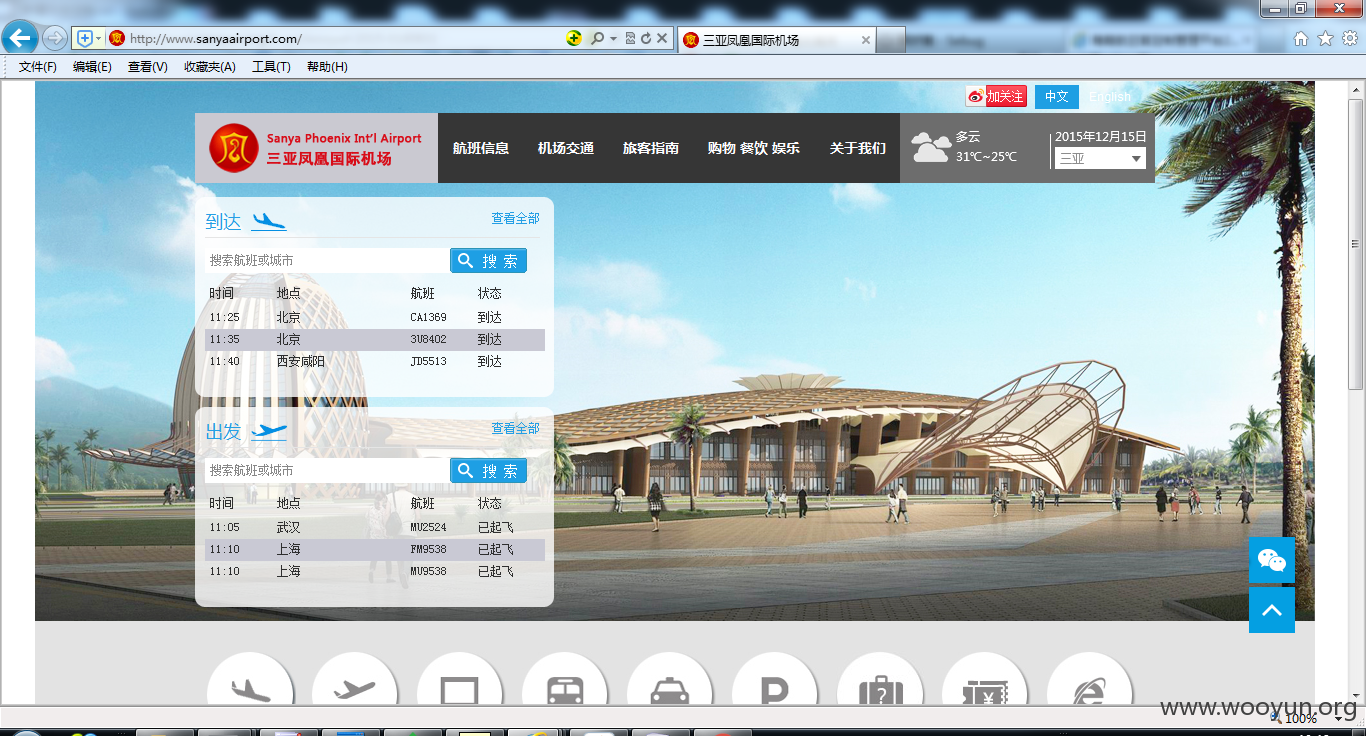 http://www.sanyaairport.com/
三亚凤凰国际机场
文件(F) 编辑(E) 查看(V) 收藏夹(A) 工具(T) 帮助(H)
加关注 中文 English
Sanya Phoenix Int'l Airport
三亚凤凰国际机场
航班信息 机场交通 旅客指南 购物 餐饮 娱乐 关于我们
多云
31℃~25℃
2015年12月15日
三亚
到达 查看全部
搜索航班或城市 搜 索
时间 地点 航班 状态
11:25 北京 CA1369 到达
11:35 北京 3U8402 到达
11:40 西安咸阳 JD5513 到达
出发 查看全部
搜索航班或城市 搜 索
时间 地点 航班 状态
11:05 武汉 MU2524 已起飞
11:10 上海 FM9538 已起飞
11:10 上海 MU9538 已起飞
P
www.wooyun.org
100%